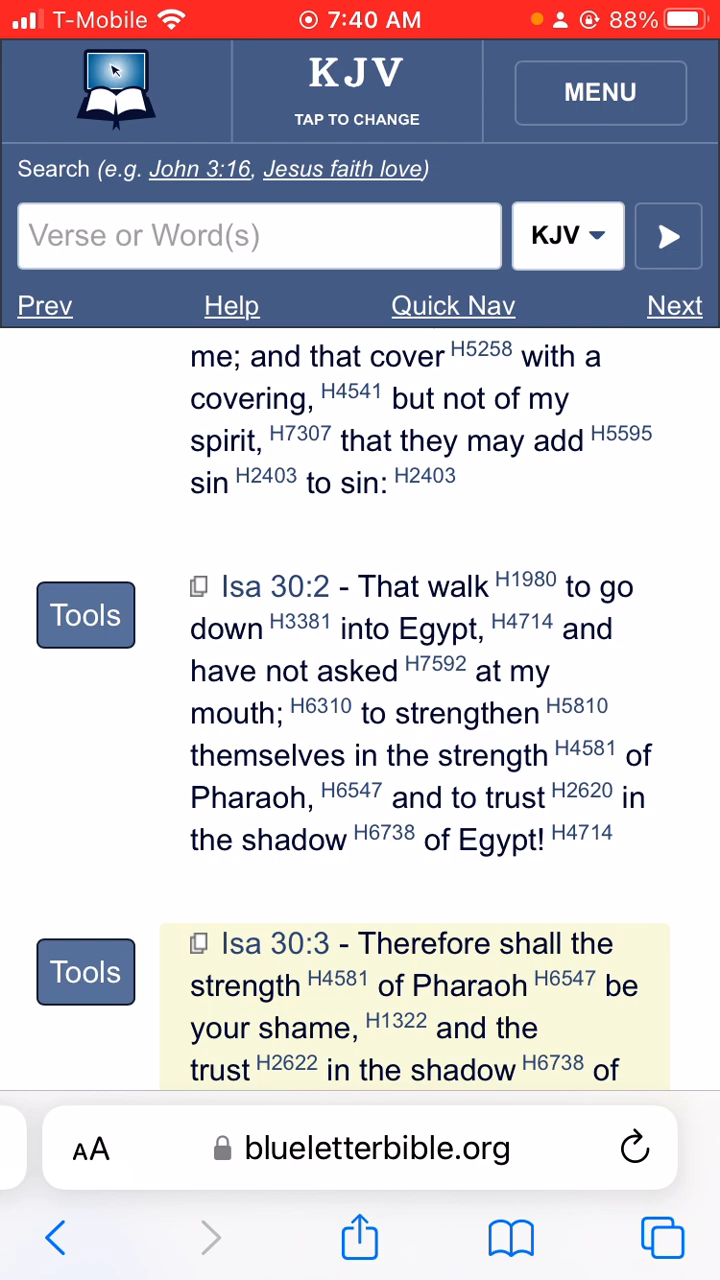 T-Mobile 7:40 AM 88%
KJV
TAP TO CHANGE
MENU
Search (e.g. John 3:16, Jesus faith love)
Verse or Word(s) KJV
Prev Help Quick Nav Next
me; and that cover H5258 with a
covering, H4541 but not of my
spirit, H7307 that they may add H5595
sin H2403 to sin: H2403
Tools
Isa 30:2 - That walk H1980 to go
down H3381 into Egypt, H4714 and
have not asked H7592 at my
mouth; H6310 to strengthen H5810
themselves in the strength H4581 of
Pharaoh, H6547 and to trust H2620 in
the shadow H6738 of Egypt! H4714
Tools
Isa 30:3 - Therefore shall the
strength H4581 of Pharaoh H6547 be
your shame, H1322 and the
trust H2622 in the shadow H6738 of
AA blueletterbible.org